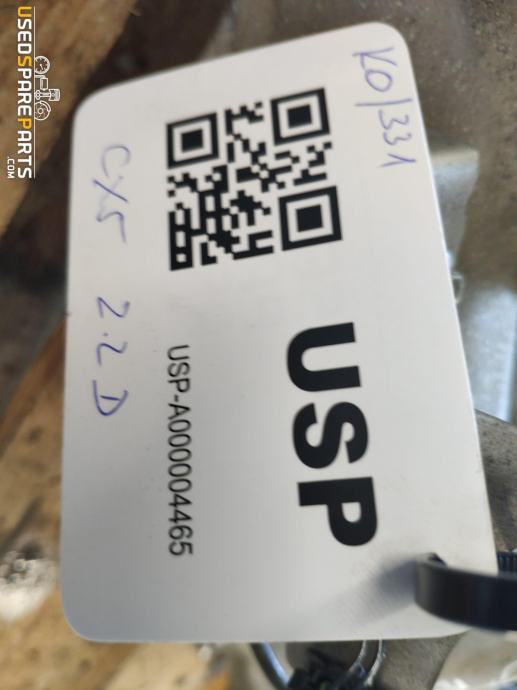 USEDSPAREPARTS
.COM
KO/331
USP
USP-A000004465
CX5 2.2D